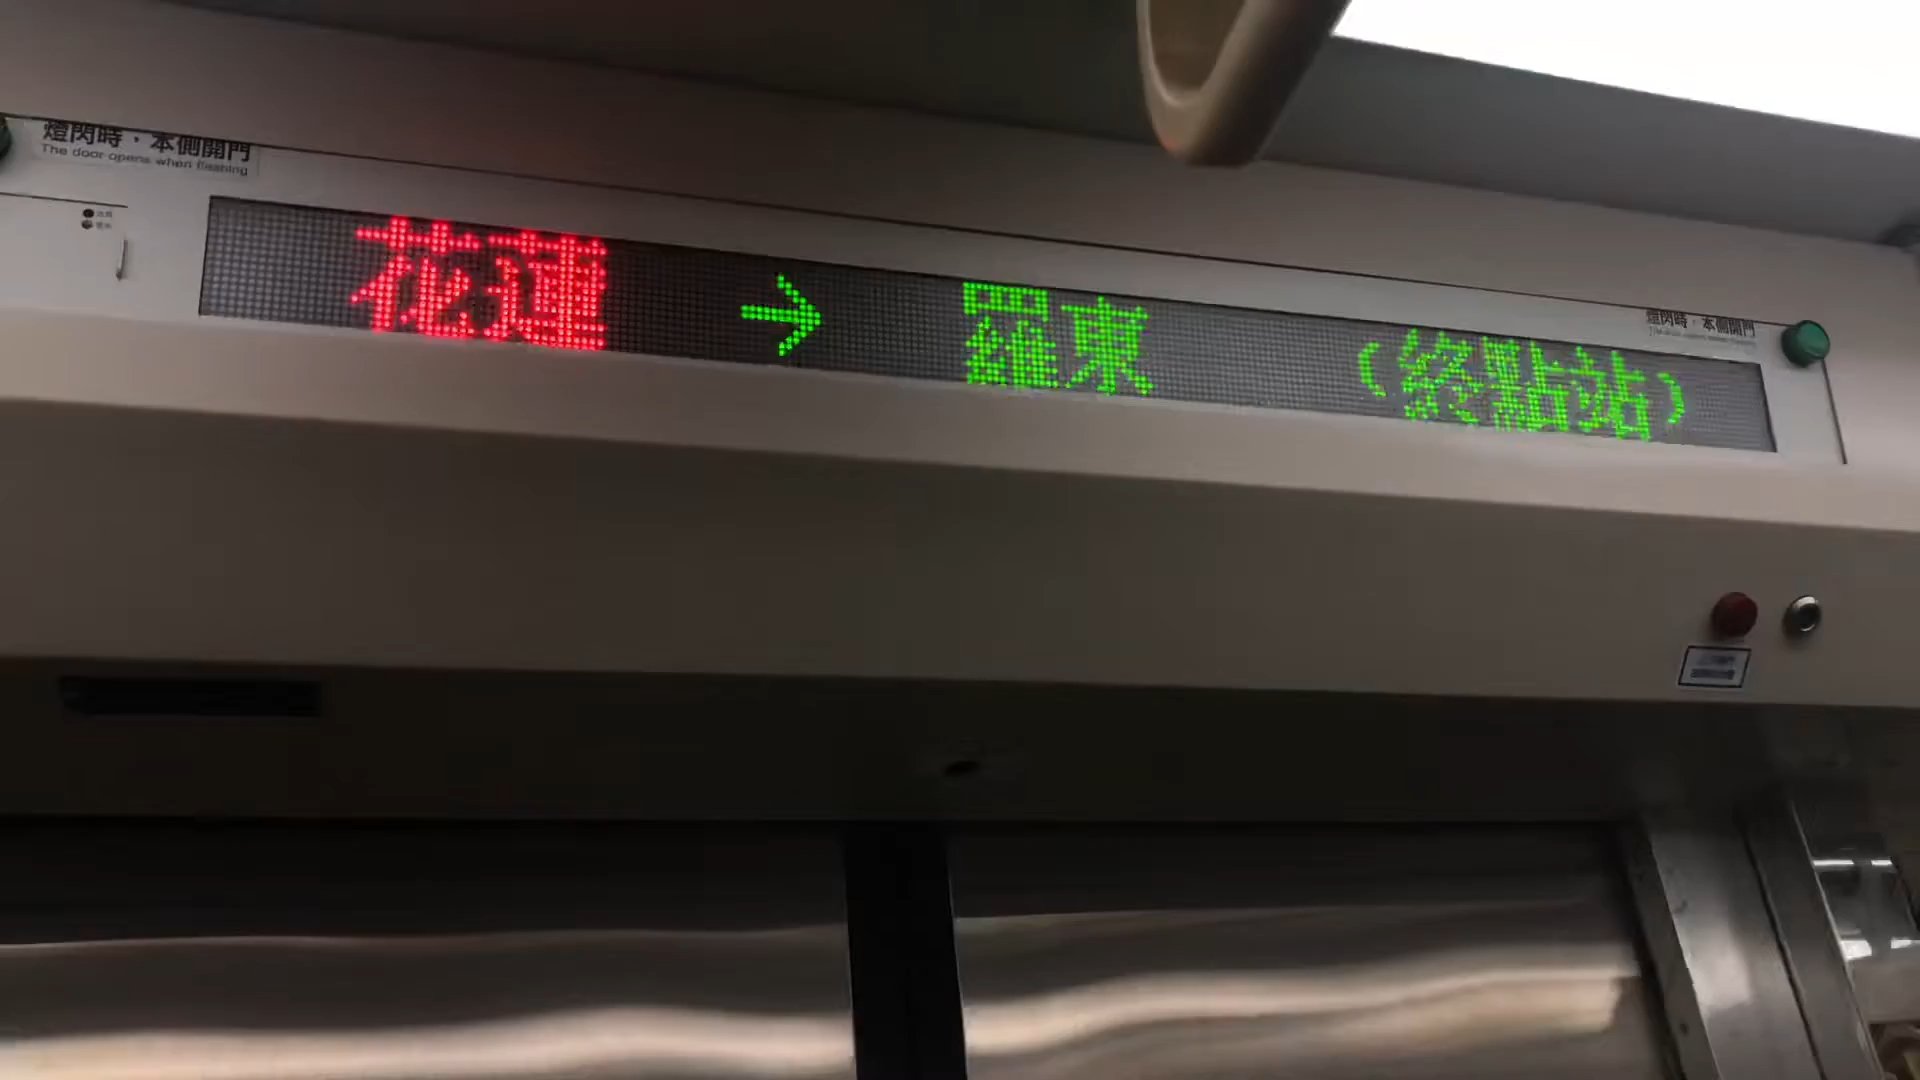 燈閃時，本側開門
The door opens when flashing
花蓮 → 羅東 (終點站)
燈閃時，本側開門